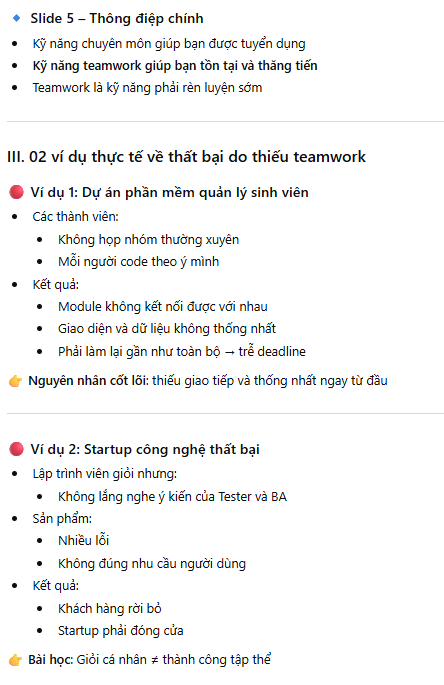 Slide 5 – Thông điệp chính
Kỹ năng chuyên môn giúp bạn được tuyển dụng
Kỹ năng teamwork giúp bạn tồn tại và thăng tiến
Teamwork là kỹ năng phải rèn luyện sớm
III. 02 ví dụ thực tế về thất bại do thiếu teamwork
Ví dụ 1: Dự án phần mềm quản lý sinh viên
Các thành viên:
Không họp nhóm thường xuyên
Mỗi người code theo ý mình
Kết quả:
Module không kết nối được với nhau
Giao diện và dữ liệu không thống nhất
Phải làm lại gần như toàn bộ → trễ deadline
👉 Nguyên nhân cốt lõi: thiếu giao tiếp và thống nhất ngay từ đầu
Ví dụ 2: Startup công nghệ thất bại
Lập trình viên giỏi nhưng:
Không lắng nghe ý kiến của Tester và BA
Sản phẩm:
Nhiều lỗi
Không đúng nhu cầu người dùng
Kết quả:
Khách hàng rời bỏ
Startup phải đóng cửa
👉 Bài học: Giỏi cá nhân ≠ thành công tập thể